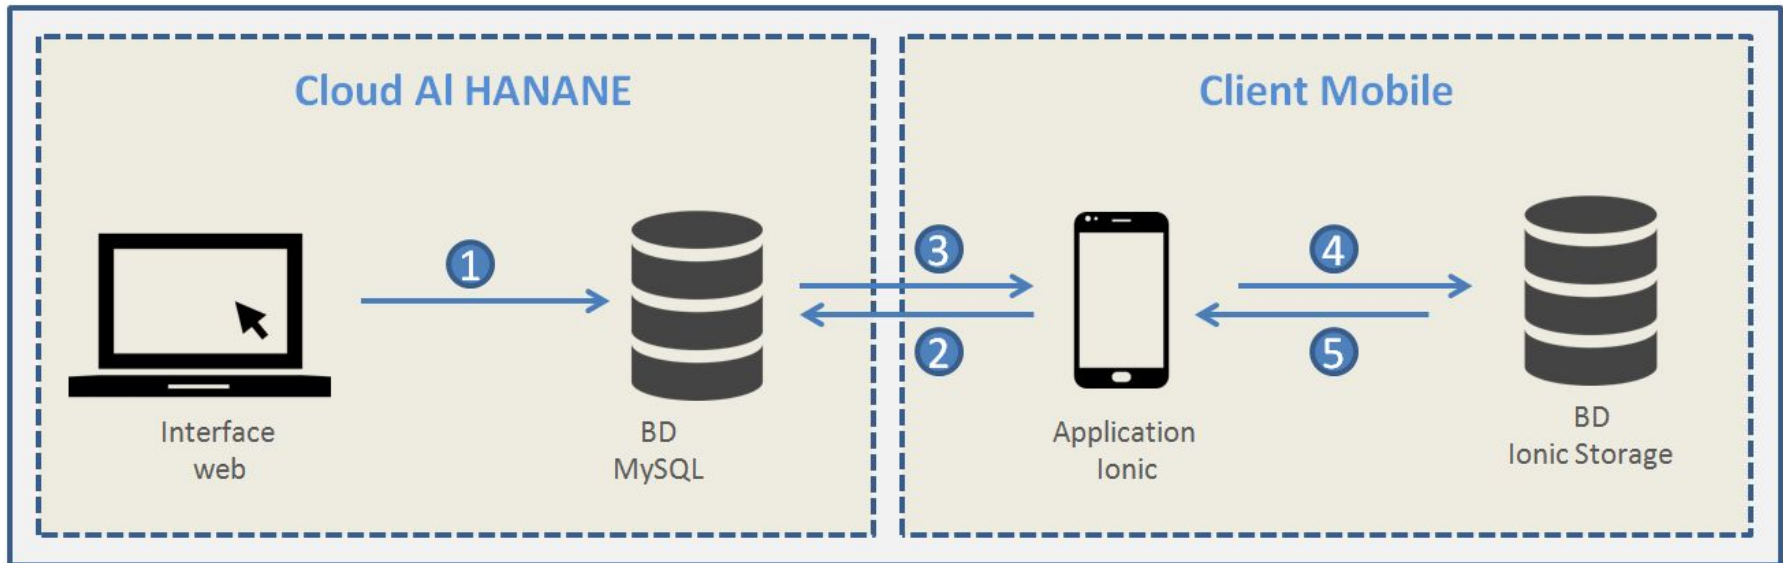 Cloud Al HANANE
Client Mobile
1
3
2
4
5
Interface
web
BD
MySQL
Application
Ionic
BD
Ionic Storage